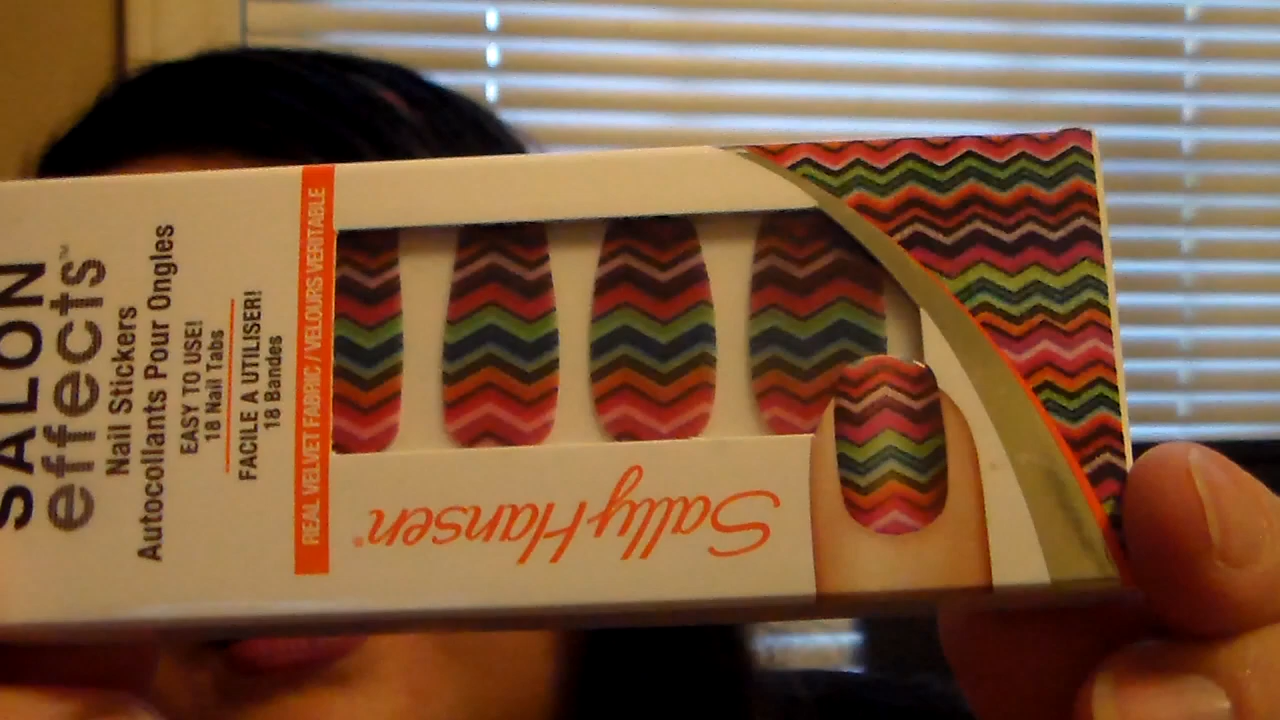 SALON
effects™
Nail Stickers
Autocollants Pour Ongles
EASY TO USE!
18 Nail Tabs
FACILE A UTILISER!
18 Bandes
REAL VELVET FABRIC / VELOURS VERITABLE
Sally Hansen®